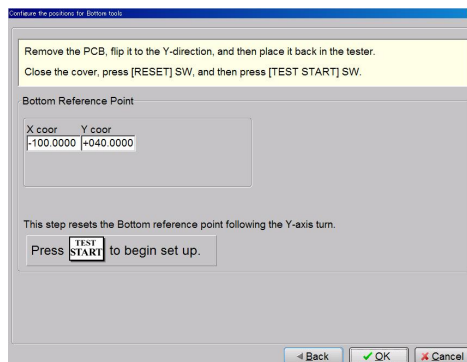 Configure the positions for Bottom tools
Remove the PCB, flip it to the Y-direction, and then place it back in the tester.
Close the cover, press [RESET] SW, and then press [TEST START] SW.
Bottom Reference Point
X coor Y coor
-100.0000 +040.0000
This step resets the Bottom reference point following the Y-axis turn.
Press TEST START to begin set up.
Back OK Cancel